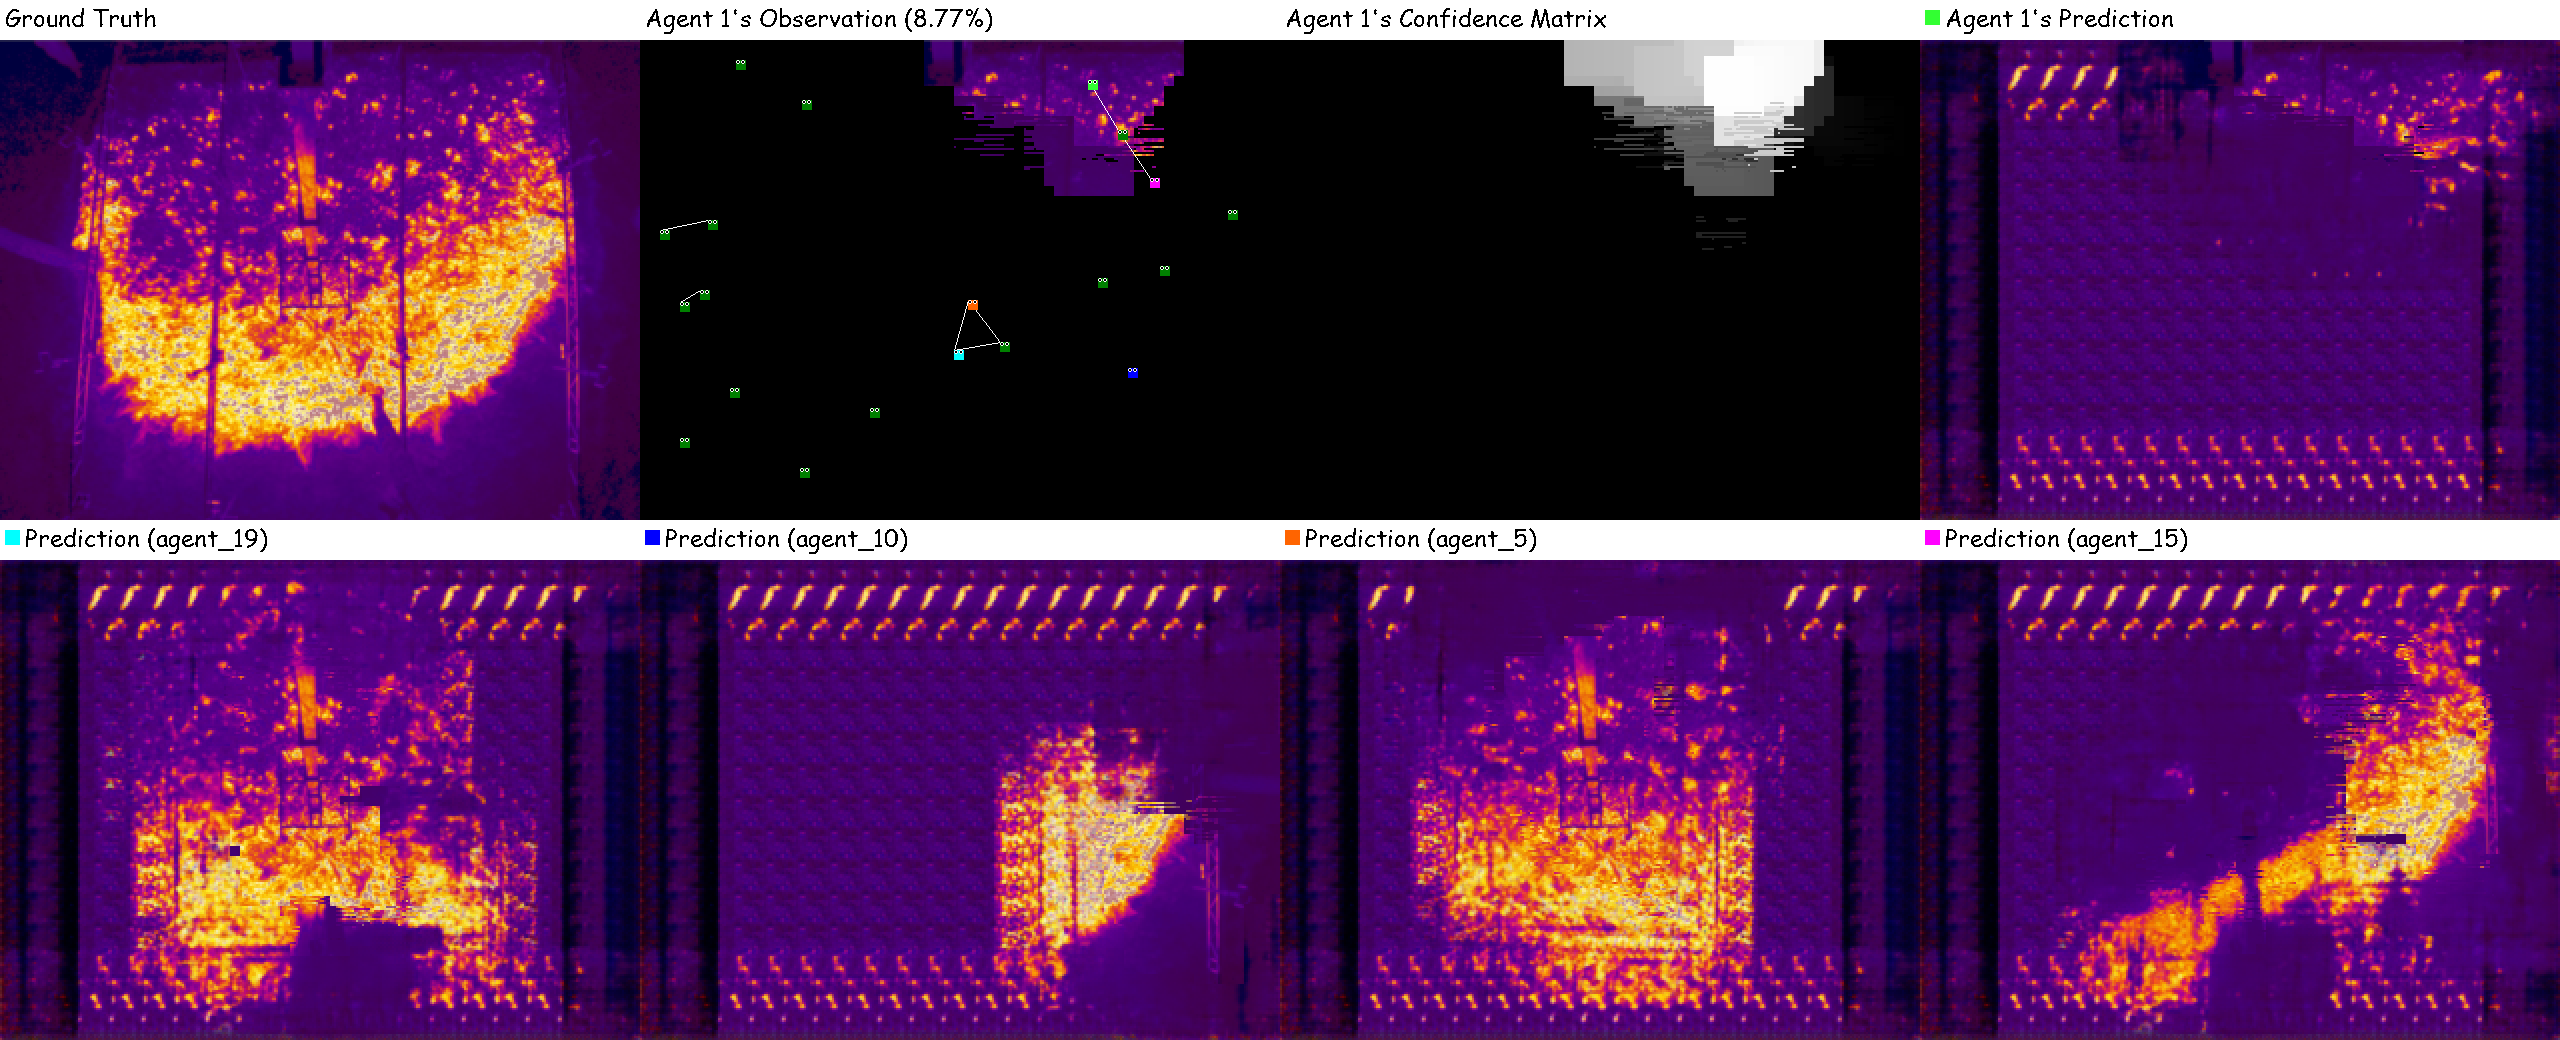 Ground Truth
Agent 1's Observation (8.77%)
Agent 1's Confidence Matrix
Agent 1's Prediction
Prediction (agent_19)
Prediction (agent_10)
Prediction (agent_5)
Prediction (agent_15)